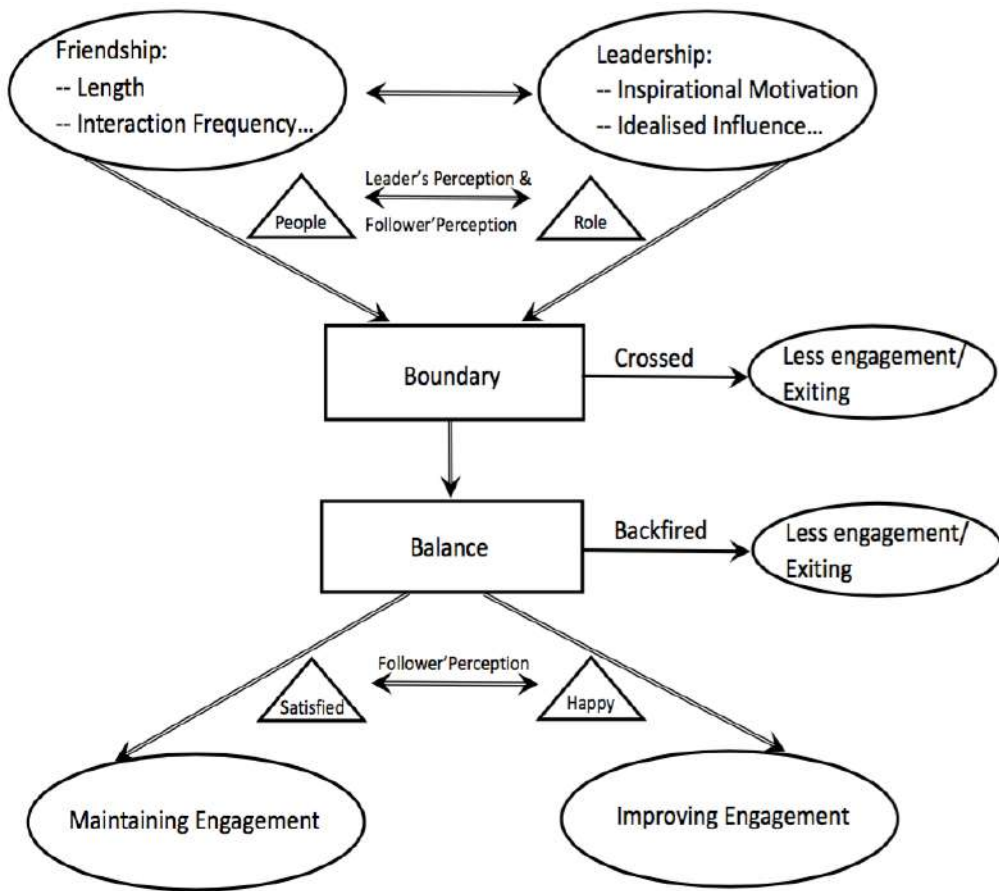 Friendship:
-- Length
-- Interaction Frequency...
Leadership:
-- Inspirational Motivation
-- Idealised Influence...
Leader's Perception &
Follower'Perception
People
Role
Boundary
Crossed
Less engagement/
Exiting
Balance
Backfired
Less engagement/
Exiting
Follower'Perception
Satisfied
Happy
Maintaining Engagement
Improving Engagement